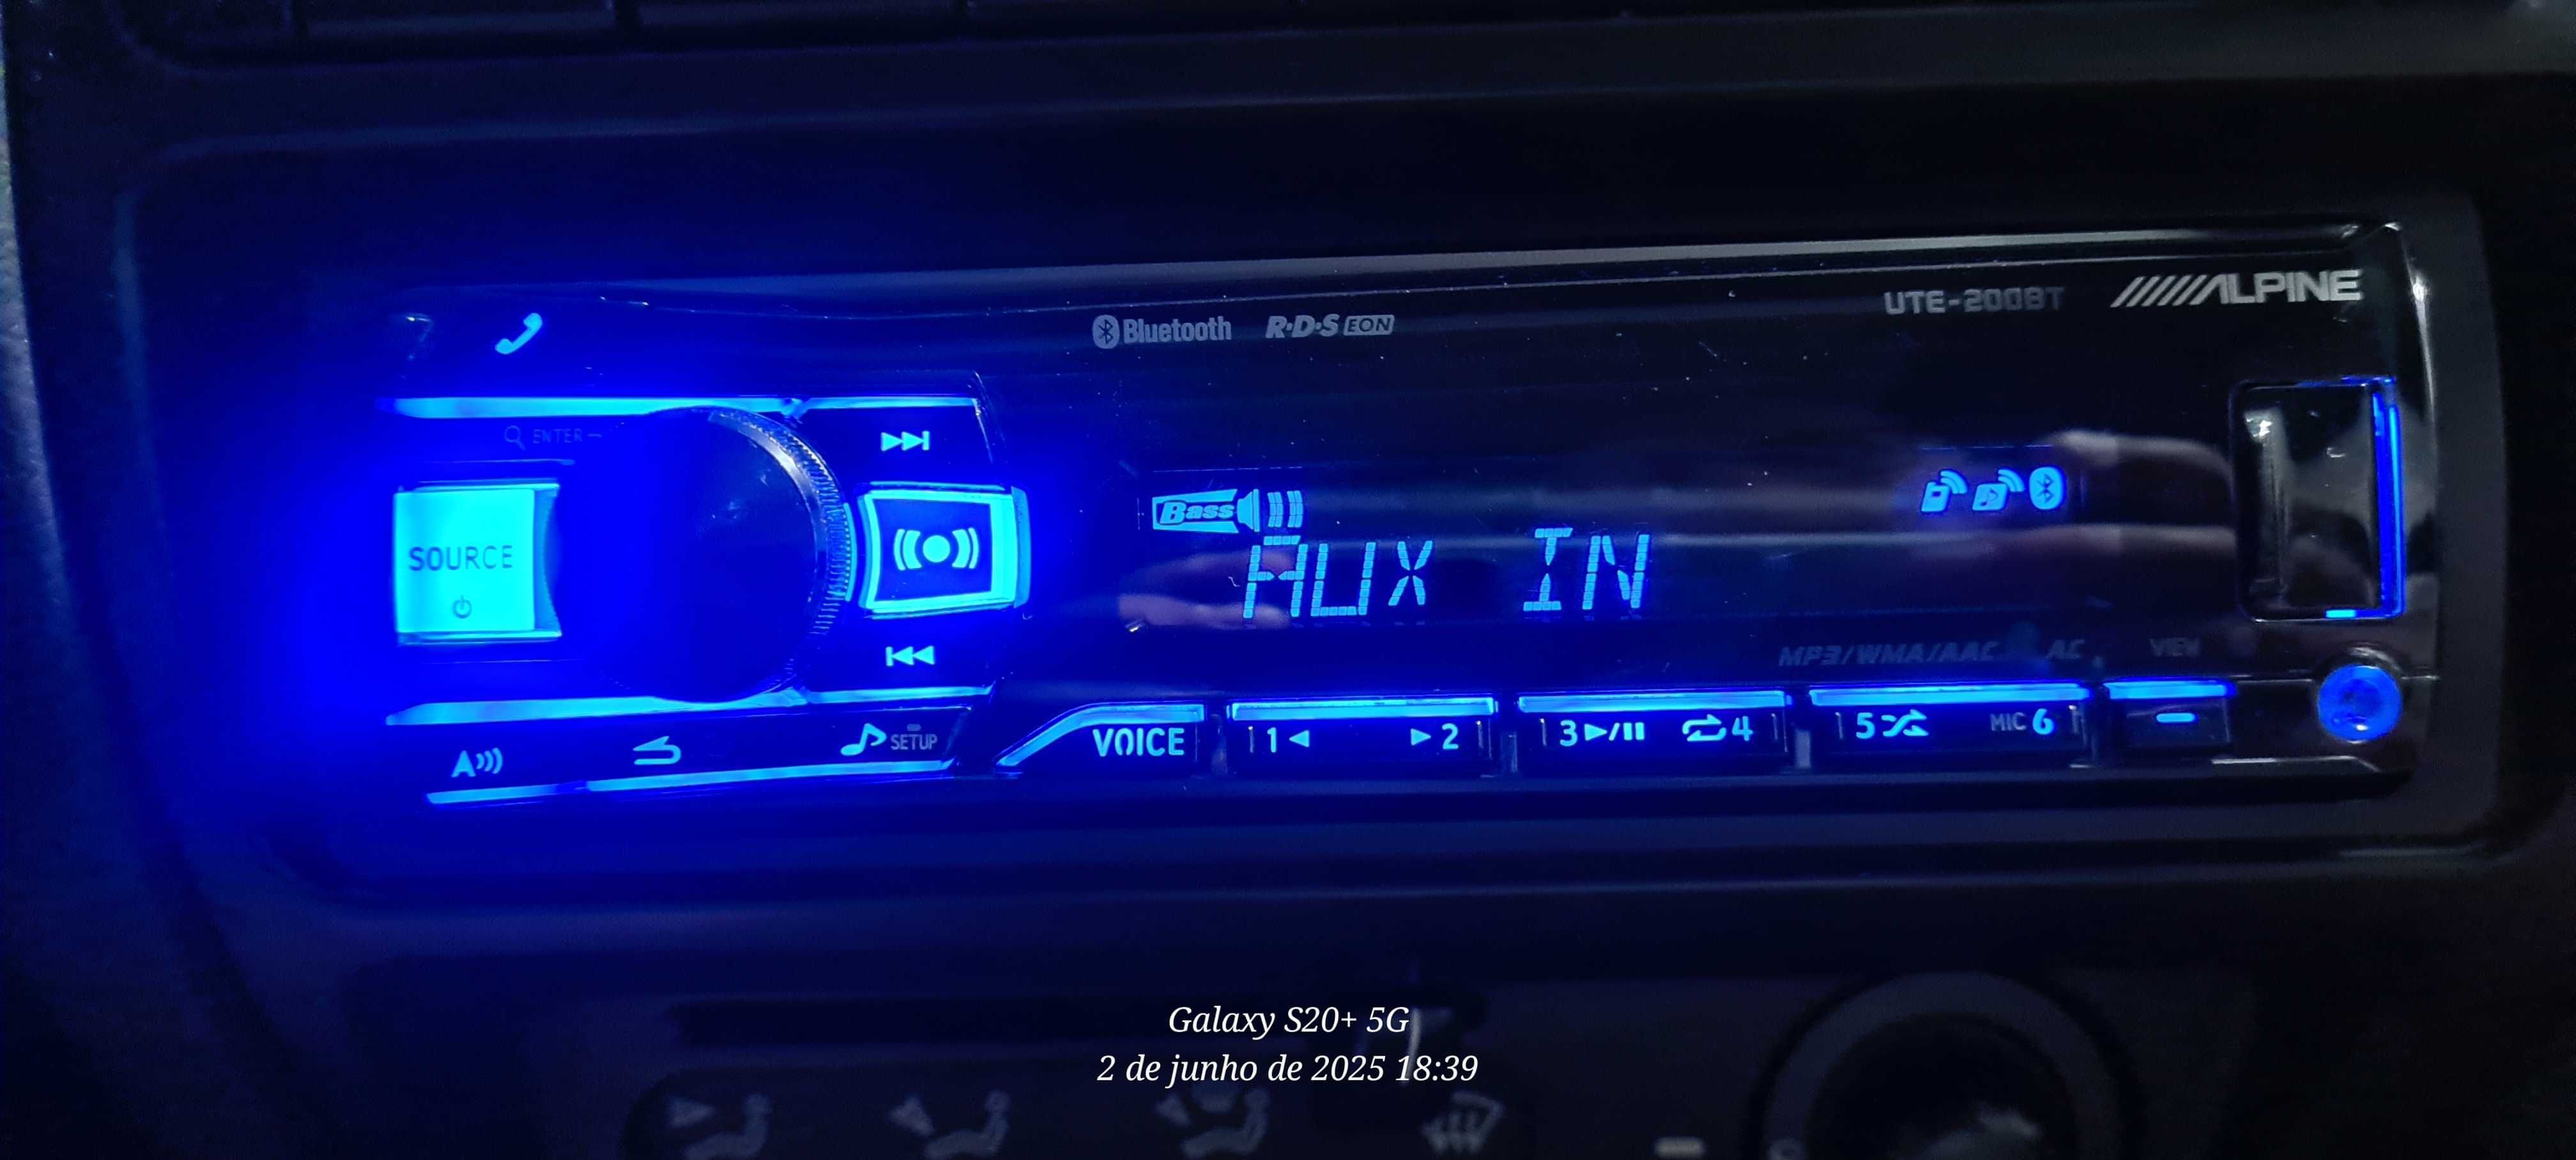 UTE-200BT ALPINE
Bluetooth R·D·S EON
ENTER
Bass
SOURCE
AUX IN
MP3/WMA/AAC VIEW
SETUP
A VOICE 1 2 3 4 5 MIC 6
Galaxy S20+ 5G
2 de junho de 2025 18:39